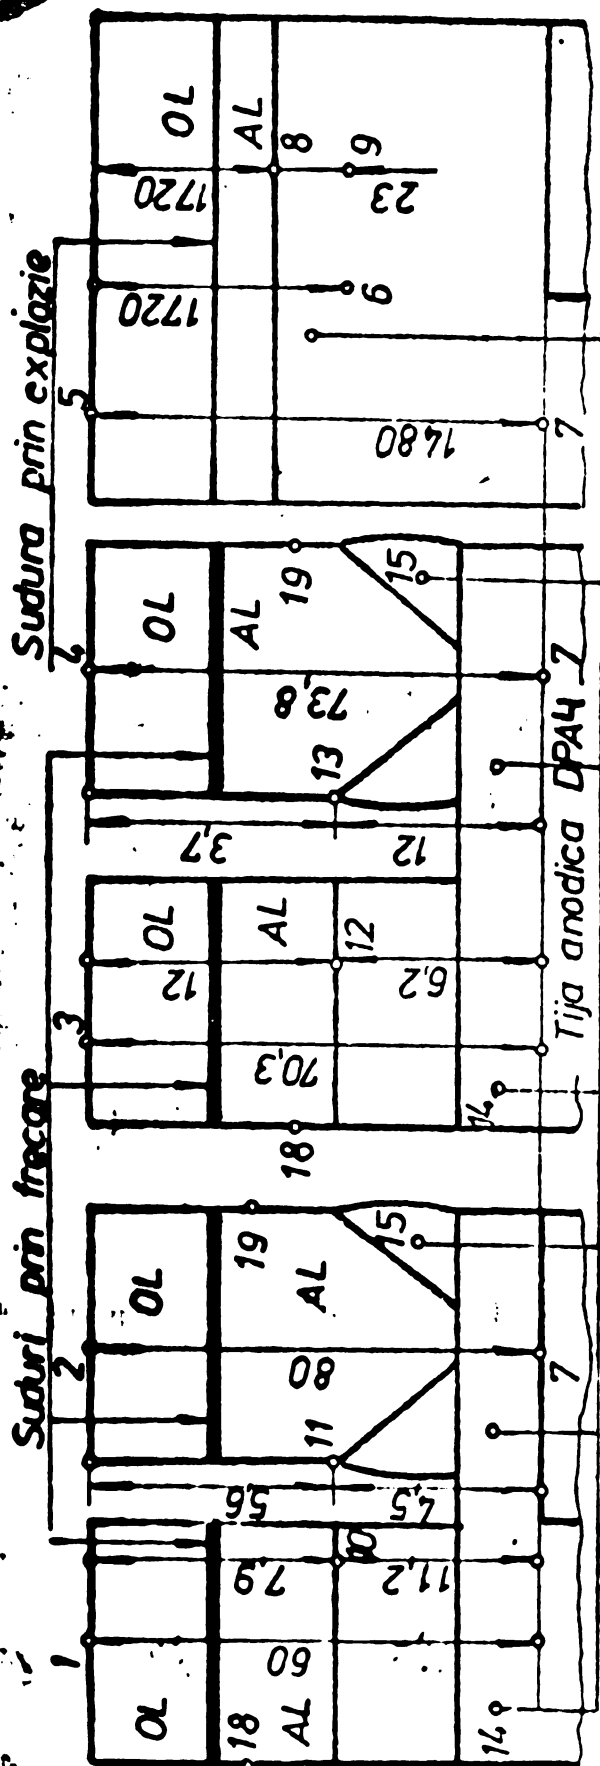 Suduri prin frecare
Sudura prin explozie
1 2 3 4 5
OL OL OL OL OL
12 1720 1720
18 7,9 5,6 19 3,7 AL AL
AL 60 11 80 AL 18 70,3 AL 13 73,8 19 8
10 15 12 15 6 9
11,2 4,5 6,2 12 1480 23
14 14
7 Tija anodica DPA4 7 7